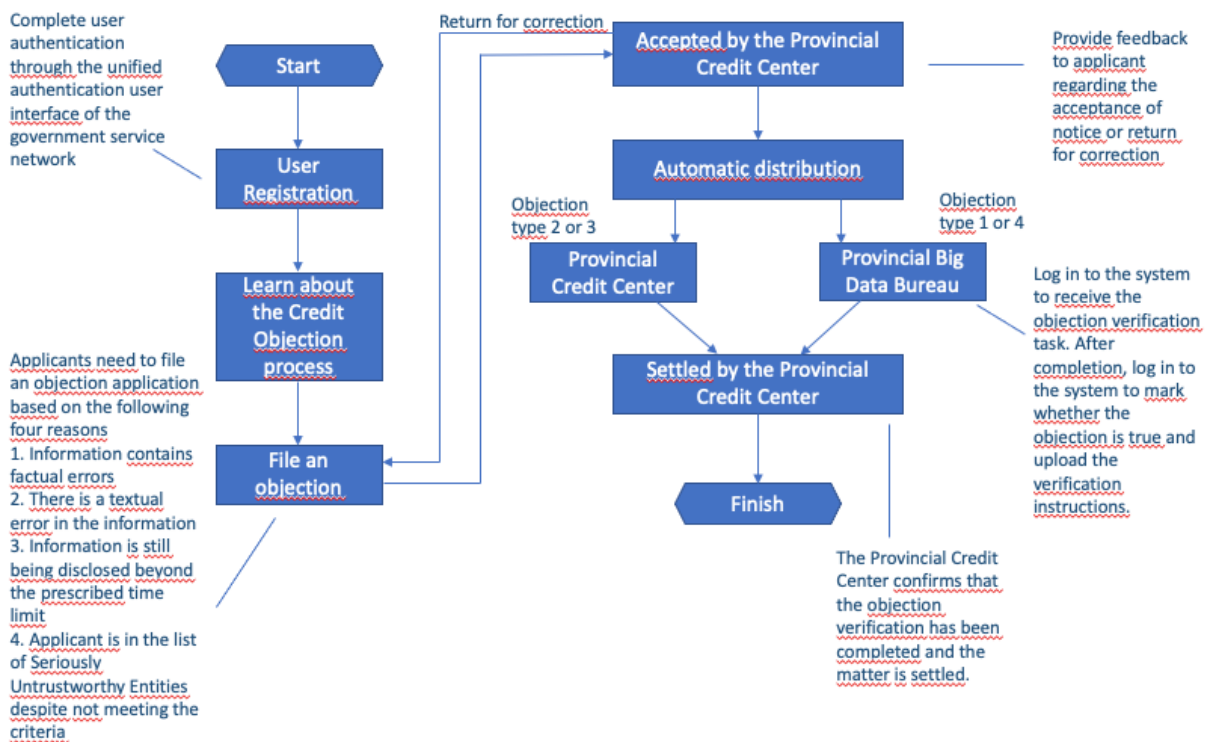 Complete user
authentication
through the unified
authentication user
interface of the
government service
network
Start
User
Registration
Learn about
the Credit
Objection
process
Applicants need to file
an objection application
based on the following
four reasons
1. Information contains
factual errors
2. There is a textual
error in the information
3. Information is still
being disclosed beyond
the prescribed time
limit
4. Applicant is in the list
of Seriously
Untrustworthy Entities
despite not meeting the
criteria
File an
objection
Return for correction
Accepted by the Provincial
Credit Center
Provide feedback
to applicant
regarding the
acceptance of
notice or return
for correction
Automatic distribution
Objection
type 2 or 3
Objection
type 1 or 4
Provincial
Credit Center
Provincial Big
Data Bureau
Log in to the system
to receive the
objection verification
task. After
completion, log in to
the system to mark
whether the
objection is true and
upload the
verification
instructions.
Settled by the Provincial
Credit Center
Finish
The Provincial Credit
Center confirms that
the objection
verification has been
completed and the
matter is settled.